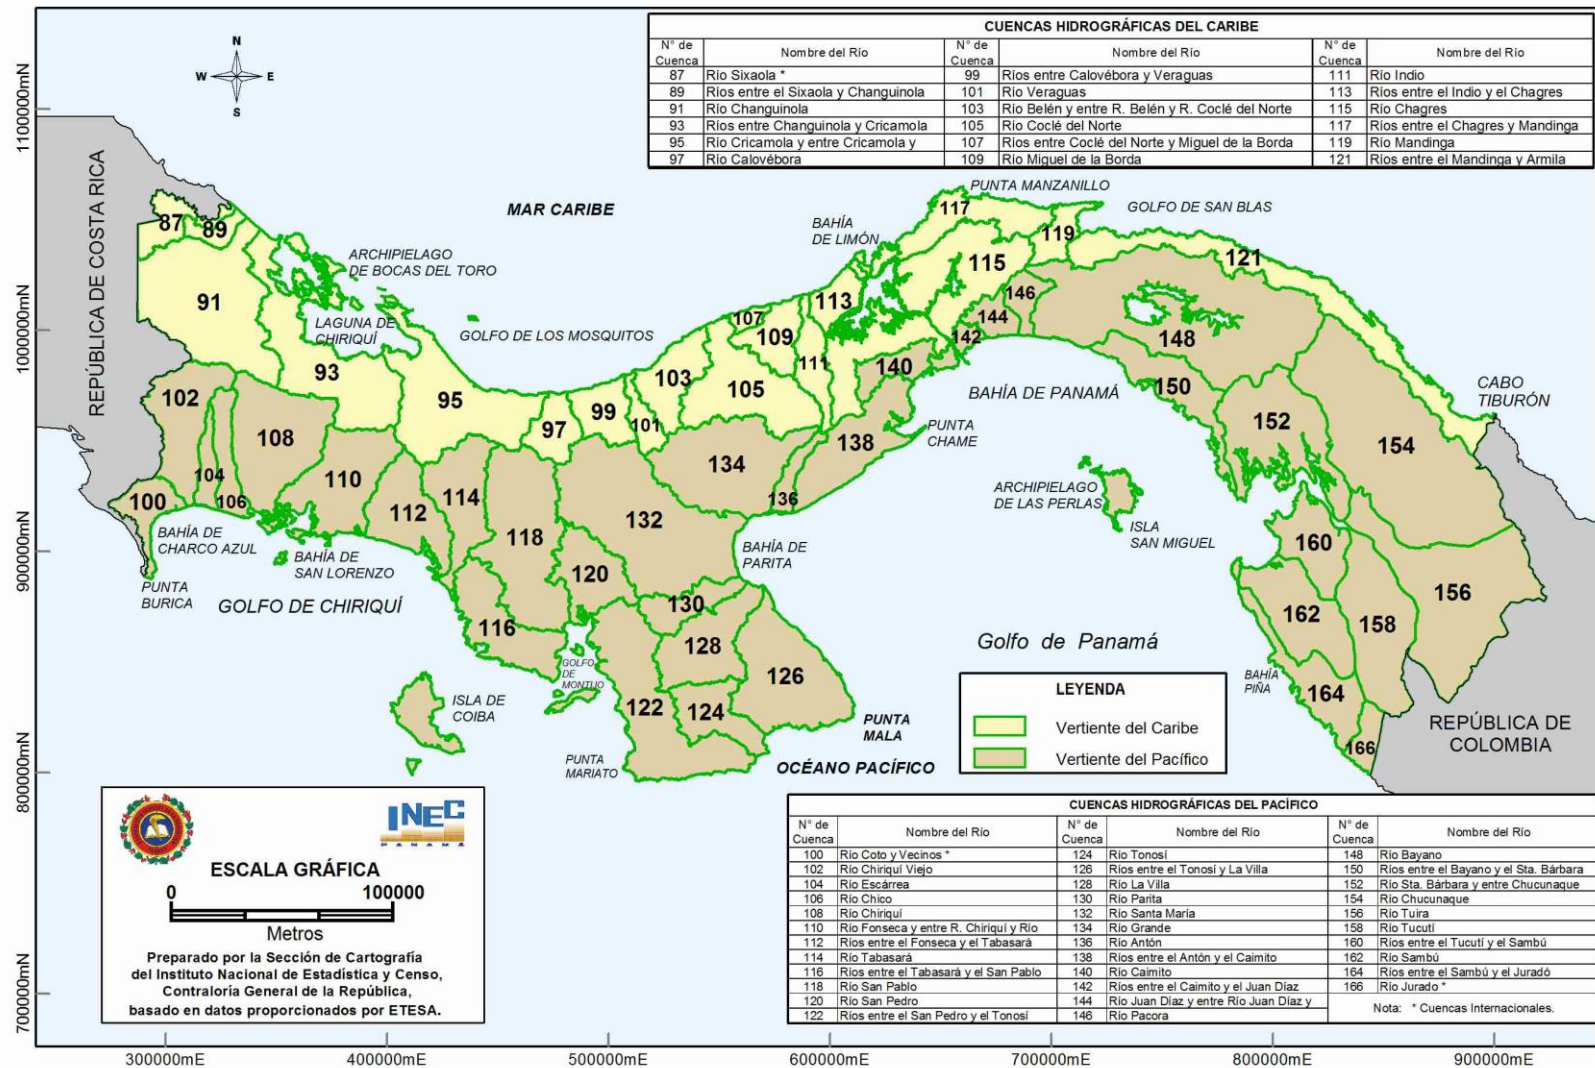 CUENCAS HIDROGRÁFICAS DEL CARIBE
N° de Cuenca Nombre del Río N° de Cuenca Nombre del Río N° de Cuenca Nombre del Río
87 Río Sixaola * 99 Ríos entre Calovébora y Veraguas 111 Río Indio
89 Ríos entre el Sixaola y Changuinola 101 Río Veraguas 113 Ríos entre el Indio y el Chagres
91 Río Changuinola 103 Río Belén y entre R. Belén y R. Coclé del Norte 115 Río Chagres
93 Ríos entre Changuinola y Cricamola 105 Río Coclé del Norte 117 Ríos entre el Chagres y Mandinga
95 Río Cricamola y entre Cricamola y 107 Ríos entre Coclé del Norte y Miguel de la Borda 119 Río Mandinga
97 Río Calovébora 109 Río Miguel de la Borda 121 Ríos entre el Mandinga y Armila
N
W E
S
1100000mN
1000000mN
900000mN
800000mN
700000mN
REPÚBLICA DE COSTA RICA
MAR CARIBE
PUNTA MANZANILLO
GOLFO DE SAN BLAS
BAHÍA
DE LIMÓN
ARCHIPIELAGO
DE BOCAS DEL TORO
LAGUNA DE
CHIRIQUÍ
GOLFO DE LOS MOSQUITOS
BAHÍA DE PANAMÁ
CABO
TIBURÓN
PUNTA
CHAME
ARCHIPIELAGO
DE LAS PERLAS
ISLA
SAN MIGUEL
BAHÍA DE
CHARCO AZUL
BAHÍA DE
SAN LORENZO
BAHÍA DE
PARITA
PUNTA
BURICA
GOLFO DE CHIRIQUÍ
Golfo de Panamá
GOLFO
DE
MONTIJO
ISLA DE
COIBA
PUNTA
MARIATO
PUNTA
MALA
OCÉANO PACÍFICO
BAHÍA
PIÑA
REPÚBLICA DE
COLOMBIA
87
89
91
93
95
97
99
101
103
105
107
109
111
113
115
117
119
121
100
102
104
106
108
110
112
114
116
118
120
122
124
126
128
130
132
134
136
138
140
142
144
146
148
150
152
154
156
158
160
162
164
166
LEYENDA
Vertiente del Caribe
Vertiente del Pacífico
INEC
PANAMÁ
ESCALA GRÁFICA
0 100000
Metros
Preparado por la Sección de Cartografía
del Instituto Nacional de Estadística y Censo,
Contraloría General de la República,
basado en datos proporcionados por ETESA.
CUENCAS HIDROGRÁFICAS DEL PACÍFICO
N° de Cuenca Nombre del Río N° de Cuenca Nombre del Río N° de Cuenca Nombre del Río
100 Río Coto y Vecinos * 124 Río Tonosí 148 Río Bayano
102 Río Chiriquí Viejo 126 Ríos entre el Tonosí y La Villa 150 Ríos entre el Bayano y el Sta. Bárbara
104 Río Escárrea 128 Río La Villa 152 Río Sta. Bárbara y entre Chucunaque
106 Río Chico 130 Río Parita 154 Río Chucunaque
108 Río Chiriquí 132 Río Santa María 156 Río Tuira
110 Río Fonseca y entre R. Chiriquí y Río 134 Río Grande 158 Río Tucutí
112 Ríos entre el Fonseca y el Tabasará 136 Río Antón 160 Ríos entre el Tucutí y el Sambú
114 Río Tabasará 138 Ríos entre el Antón y el Caimito 162 Río Sambú
116 Ríos entre el Tabasará y el San Pablo 140 Río Caimito 164 Ríos entre el Sambú y el Juradó
118 Río San Pablo 142 Ríos entre el Caimito y el Juan Díaz 166 Río Jurado *
120 Río San Pedro 144 Río Juan Díaz y entre Río Juan Díaz y Nota: * Cuencas Internacionales.
122 Ríos entre el San Pedro y el Tonosí 146 Río Pacora
300000mE 400000mE 500000mE 600000mE 700000mE 800000mE 900000mE